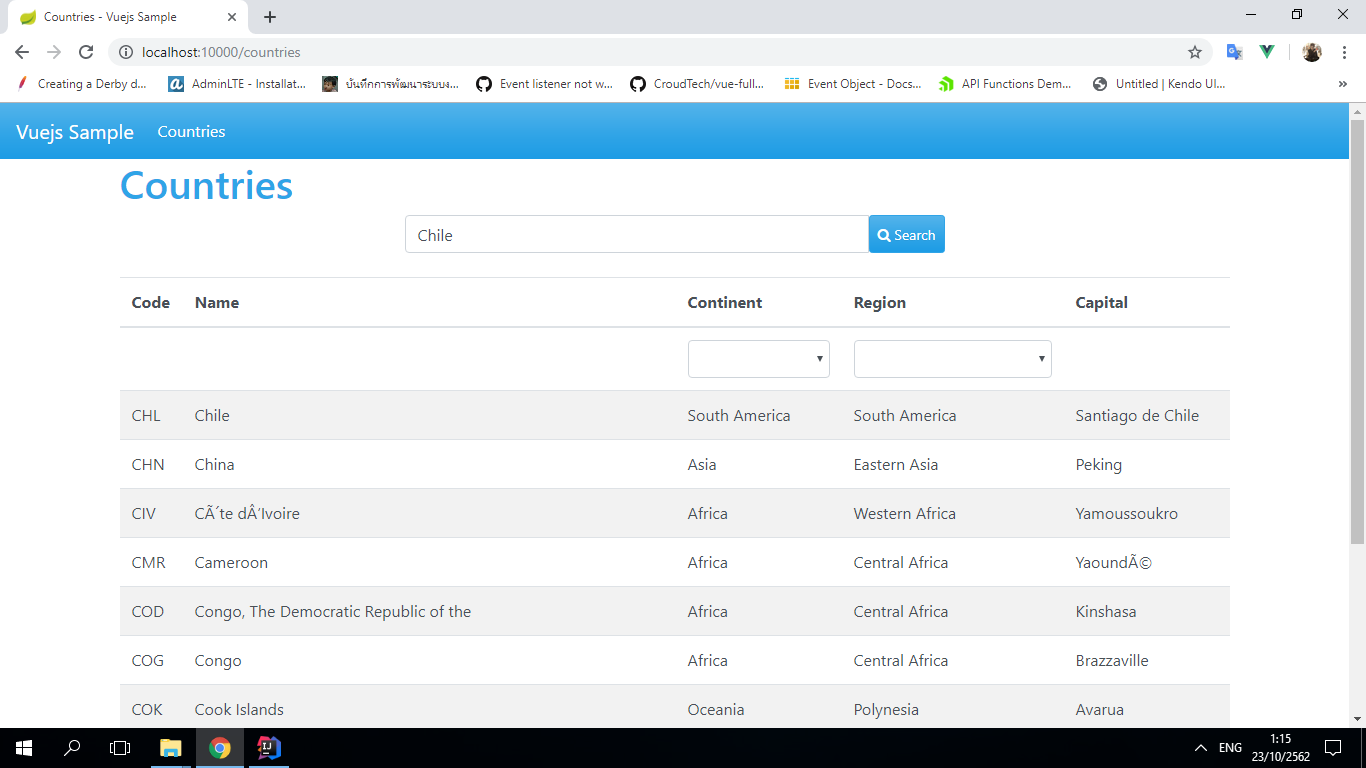 Countries - Vuejs Sample
localhost:10000/countries
Creating a Derby d... AdminLTE - Installat... บันทึกการพัฒนาระบบง... Event listener not w... CroudTech/vue-full... Event Object - Docs... API Functions Dem... Untitled | Kendo UI... »
Vuejs Sample Countries
Countries
Chile Search
Code Name Continent Region Capital
CHL Chile South America South America Santiago de Chile
CHN China Asia Eastern Asia Peking
CIV CÃ´te dÂ´Ivoire Africa Western Africa Yamoussoukro
CMR Cameroon Africa Central Africa YaoundÃ©
COD Congo, The Democratic Republic of the Africa Central Africa Kinshasa
COG Congo Africa Central Africa Brazzaville
COK Cook Islands Oceania Polynesia Avarua
ENG 1:15
23/10/2562